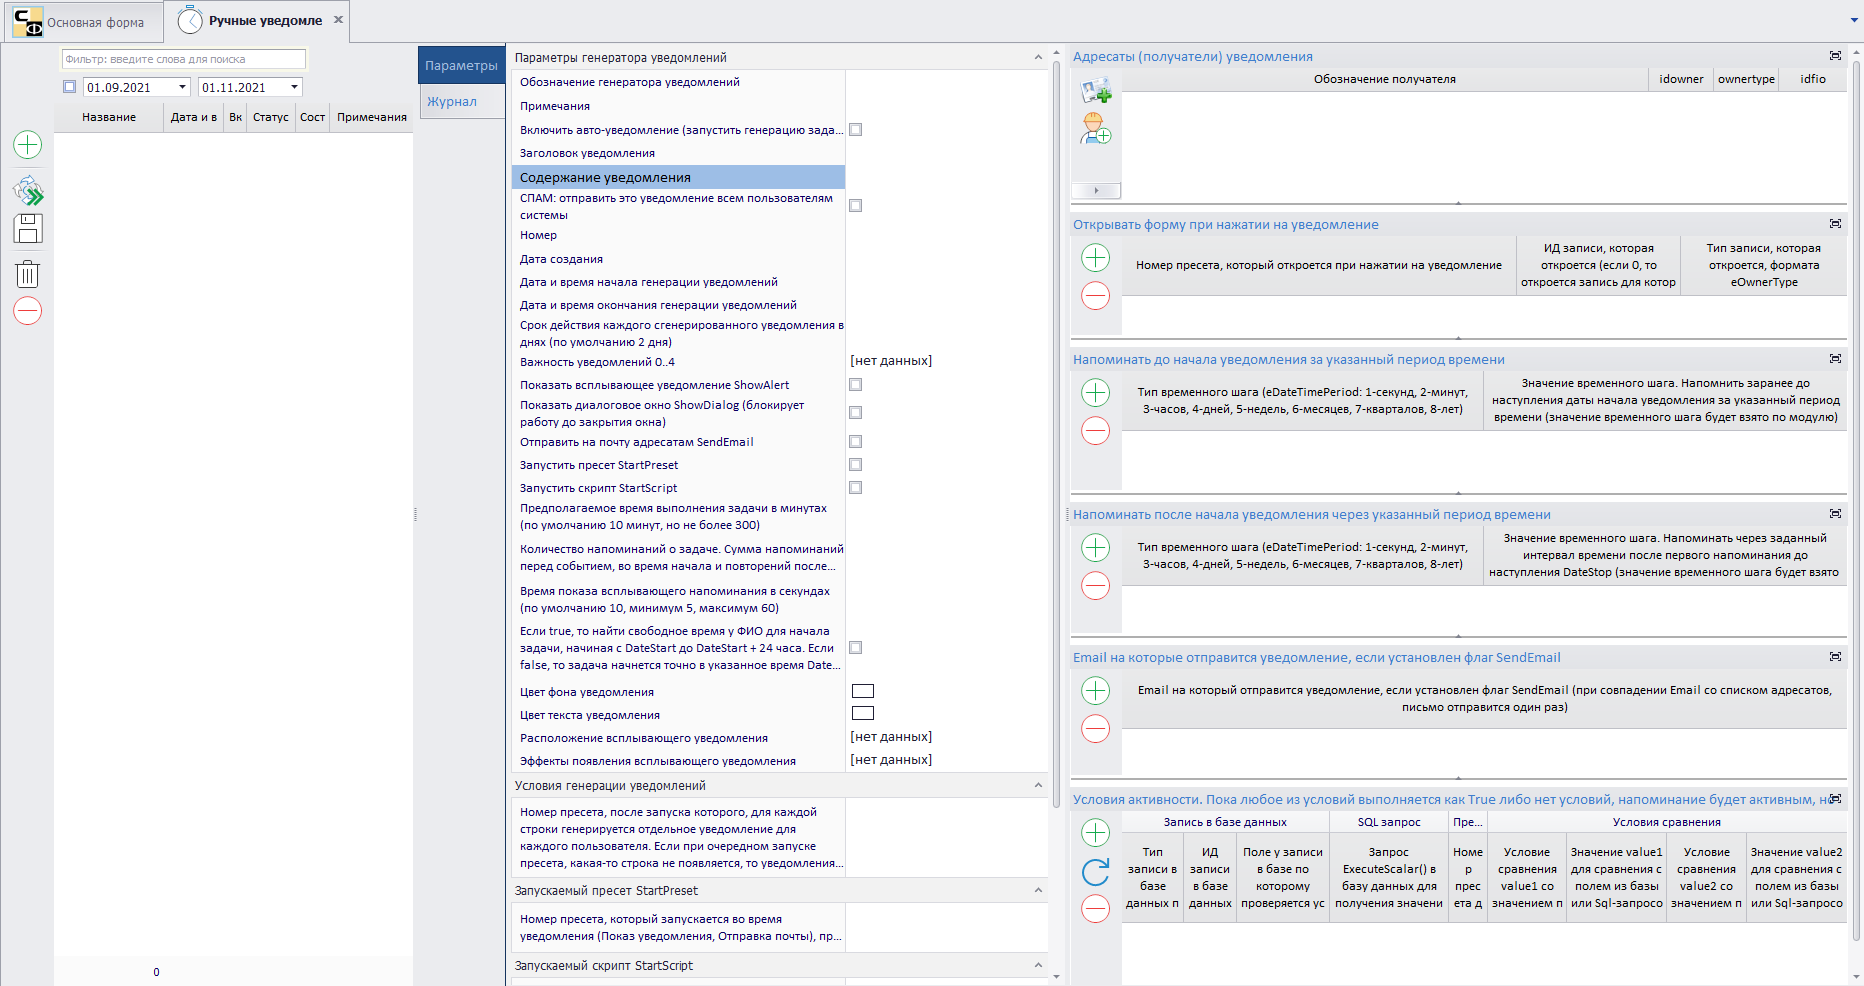 СФ
Основная форма
Ручные уведомле
Фильтр: введите слова для поиска
01.09.2021
01.11.2021
Название
Дата и в
Вк
Статус
Сост
Примечания
0
Параметры
Журнал
Параметры генератора уведомлений
Обозначение генератора уведомлений
Примечания
Включить авто-уведомление (запустить генерацию зада...
Заголовок уведомления
Содержание уведомления
СПАМ: отправить это уведомление всем пользователям
системы
Номер
Дата создания
Дата и время начала генерации уведомлений
Дата и время окончания генерации уведомлений
Срок действия каждого сгенерированного уведомления в
днях (по умолчанию 2 дня)
Важность уведомлений 0..4
[нет данных]
Показать всплывающее уведомление ShowAlert
Показать диалоговое окно ShowDialog (блокирует
работу до закрытия окна)
Отправить на почту адресатам SendEmail
Запустить пресет StartPreset
Запустить скрипт StartScript
Предполагаемое время выполнения задачи в минутах
(по умолчанию 10 минут, но не более 300)
Количество напоминаний о задаче. Сумма напоминаний
перед событием, во время начала и повторений после...
Время показа всплывающего напоминания в секундах
(по умолчанию 10, минимум 5, максимум 60)
Если true, то найти свободное время у ФИО для начала
задачи, начиная с DateStart до DateStart + 24 часа. Если
false, то задача начнется точно в указанное время Date...
Цвет фона уведомления
Цвет текста уведомления
Расположение всплывающего уведомления
[нет данных]
Эффекты появления всплывающего уведомления
[нет данных]
Условия генерации уведомлений
Номер пресета, после запуска которого, для каждой
строки генерируется отдельное уведомление для
каждого пользователя. Если при очередном запуске
пресета, какая-то строка не появляется, то уведомления...
Запускаемый пресет StartPreset
Номер пресета, который запускается во время
уведомления (Показ уведомления, Отправка почты), пр...
Запускаемый скрипт StartScript
Адресаты (получатели) уведомления
Обозначение получателя
idowner
ownertype
idfio
Открывать форму при нажатии на уведомление
Номер пресета, который откроется при нажатии на уведомление
ИД записи, которая
откроется (если 0, то
откроется запись для котор
Тип записи, которая
откроется, формата
eOwnerType
Напоминать до начала уведомления за указанный период времени
Тип временного шага (eDateTimePeriod: 1-секунд, 2-минут,
3-часов, 4-дней, 5-недель, 6-месяцев, 7-кварталов, 8-лет)
Значение временного шага. Напомнить заранее до
наступления даты начала уведомления за указанный период
времени (значение временного шага будет взято по модулю)
Напоминать после начала уведомления через указанный период времени
Тип временного шага (eDateTimePeriod: 1-секунд, 2-минут,
3-часов, 4-дней, 5-недель, 6-месяцев, 7-кварталов, 8-лет)
Значение временного шага. Напоминать через заданный
интервал времени после первого напоминания до
наступления DateStop (значение временного шага будет взято
Email на которые отправится уведомление, если установлен флаг SendEmail
Email на который отправится уведомление, если установлен флаг SendEmail (при совпадении Email со списком адресатов,
письмо отправится один раз)
Условия активности. Пока любое из условий выполняется как True либо нет условий, напоминание будет активным, н
Запись в базе данных
SQL запрос
Пре...
Условия сравнения
Тип
записи в
базе
данных п
ИД
записи
в базе
данных
Поле у записи
в базе по
которому
проверяется ус
Запрос
ExecuteScalar() в
базу данных для
получения значени
Номе
р
прес
ета д
Условие
сравнения
value1 со
значением п
Значение value1
для сравнения с
полем из базы
или Sql-запросо
Условие
сравнения
value2 со
значением п
Значение value2
для сравнения с
полем из базы
или Sql-запросо